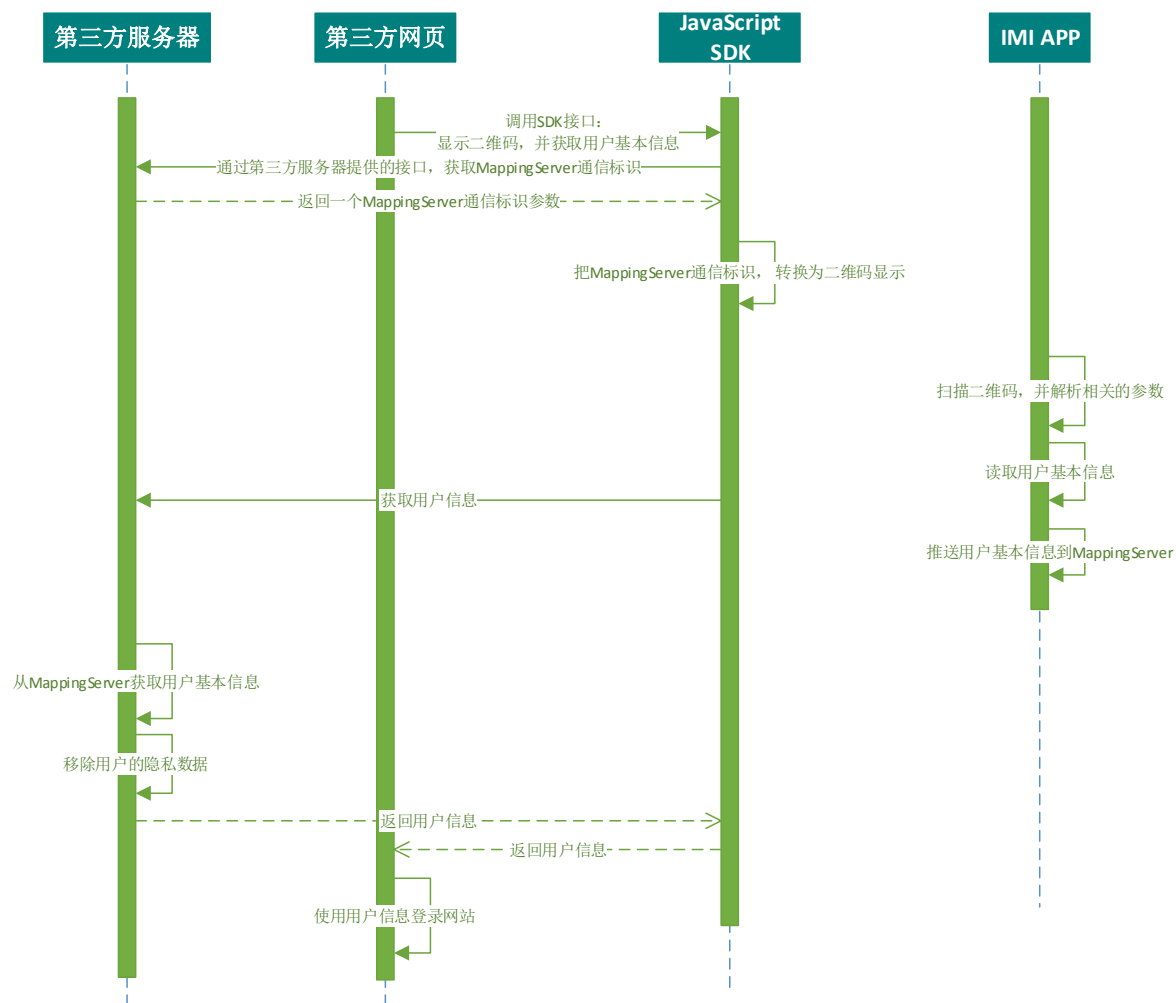 第三方服务器
第三方网页
JavaScript
SDK
IMI APP
调用SDK接口：
显示二维码，并获取用户基本信息
通过第三方服务器提供的接口，获取MappingServer通信标识
返回一个MappingServer通信标识参数
把MappingServer通信标识， 转换为二维码显示
扫描二维码，并解析相关的参数
读取用户基本信息
获取用户信息
推送用户基本信息到MappingServer
从MappingServer获取用户基本信息
移除用户的隐私数据
返回用户信息
返回用户信息
使用用户信息登录网站